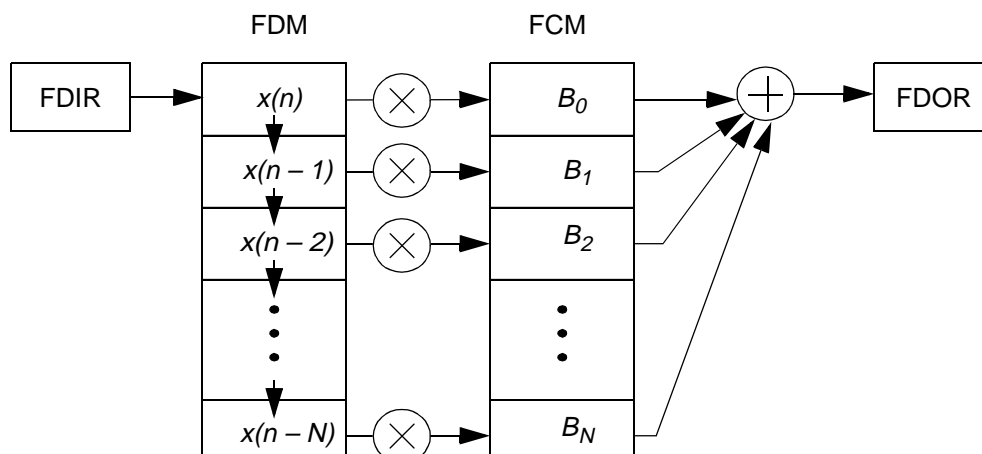 FDM
FCM
FDIR
x(n)
B0
FDOR
x(n – 1)
B1
x(n – 2)
B2
x(n – N)
BN